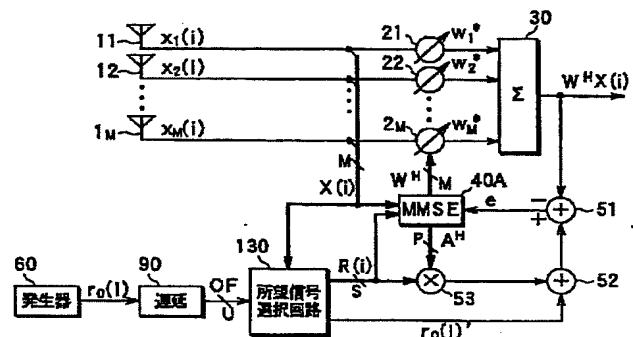 11 x₁(i) 21 w₁* 30
12 x₂(i) 22 w₂*
Σ WᴴX(i)
1M xM(i) 2M wM*
M Wᴴ M 40A
X(i) MMSE e − + + 51
130 P Aᴴ
60 90 R(i)
発生器 r₀(i) 遅延 OF U 所望信号 選択回路 S × 53 + 52
r₀(i)'